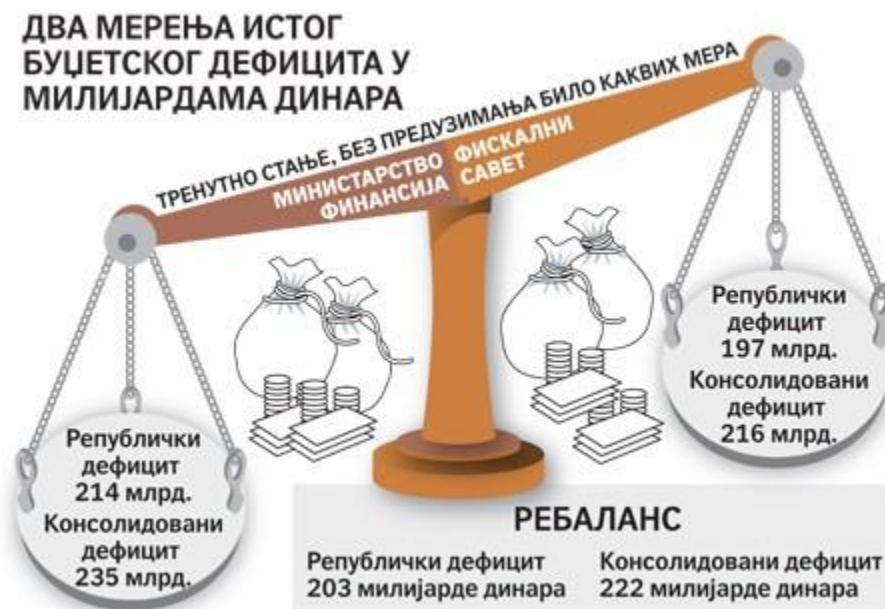 ДВА МЕРЕЊА ИСТОГ
БУЏЕТСКОГ ДЕФИЦИТА У
МИЛИЈАРДАМА ДИНАРА
ТРЕНУТНО СТАЊЕ, БЕЗ ПРЕДУЗИМАЊА БИЛО КАКВИХ МЕРА
МИНИСТАРСТВО
ФИНАНСИЈА
ФИСКАЛНИ
САВЕТ
Републички
дефицит
214 млрд.
Консолидовани
дефицит
235 млрд.
Републички
дефицит
197 млрд.
Консолидовани
дефицит
216 млрд.
РЕБАЛАНС
Републички дефицит
203 милијарде динара
Консолидовани дефицит
222 милијарде динара